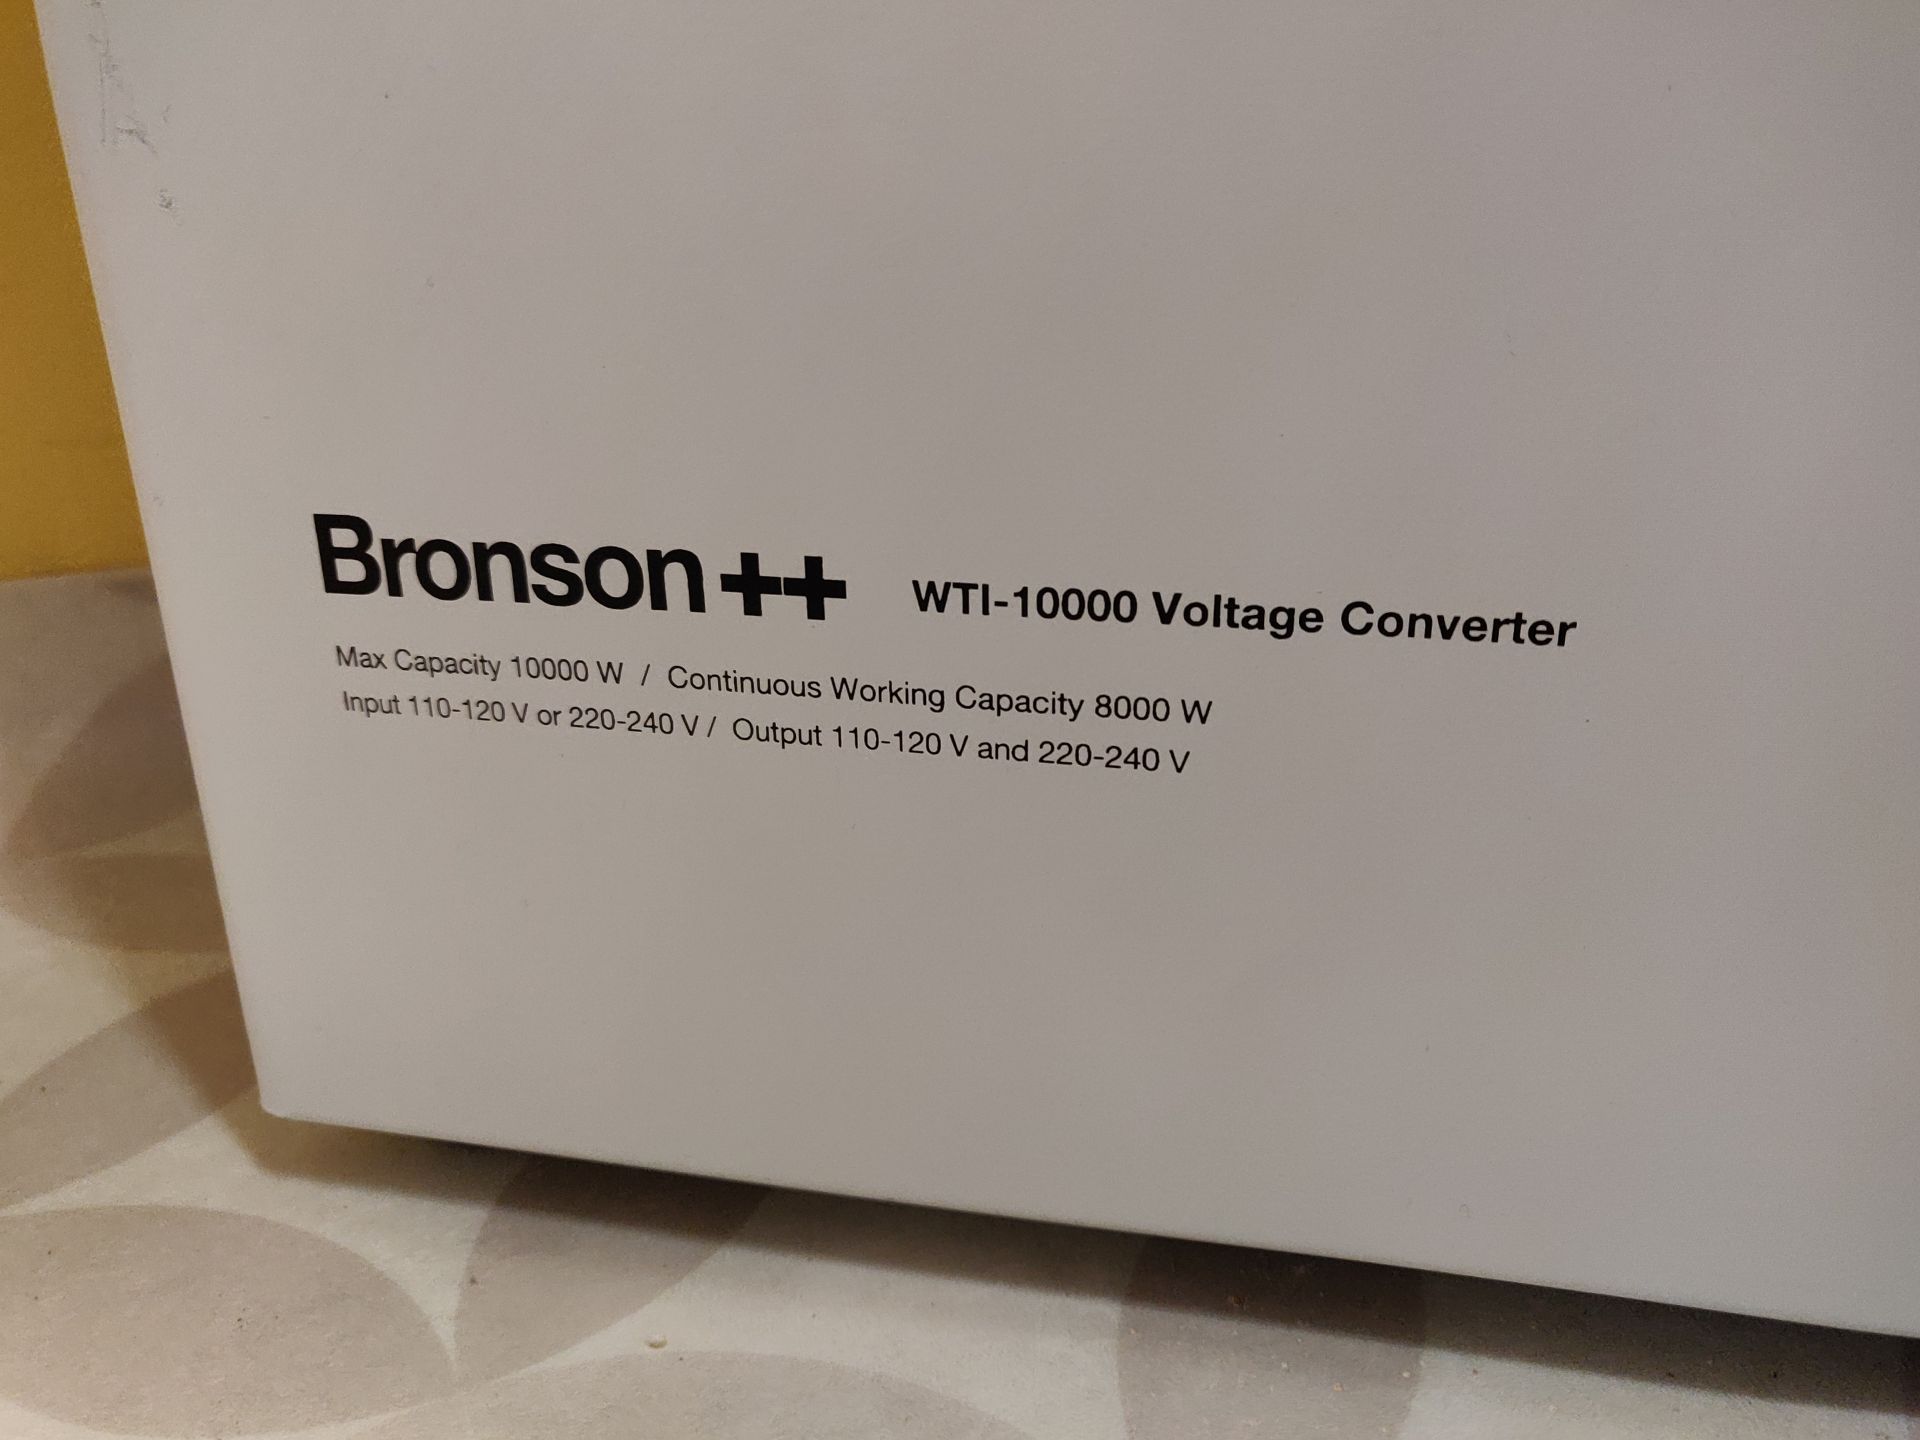 Bronson++ WTI-10000 Voltage Converter
Max Capacity 10000 W / Continuous Working Capacity 8000 W
Input 110-120 V or 220-240 V / Output 110-120 V and 220-240 V